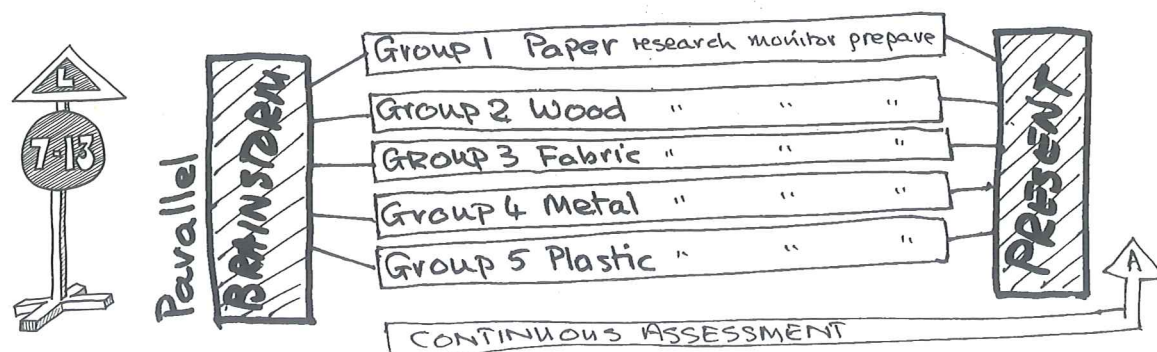 L
7-13
Parallel
BRAINSTORM
Group 1 Paper research monitor prepare
Group 2 Wood " " "
GROUP 3 Fabric " " "
Group 4 Metal " " "
Group 5 Plastic " " "
PRESENT
A
CONTINUOUS ASSESSMENT